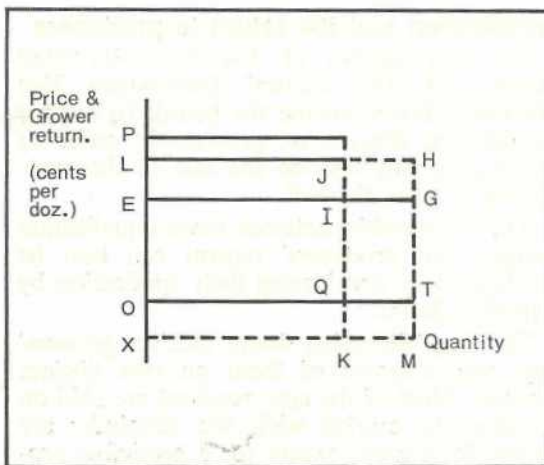 Price &
Grower
return.
(cents
per
doz.)
P
L
H
J
E
G
I
Q
T
O
X
Quantity
K
M